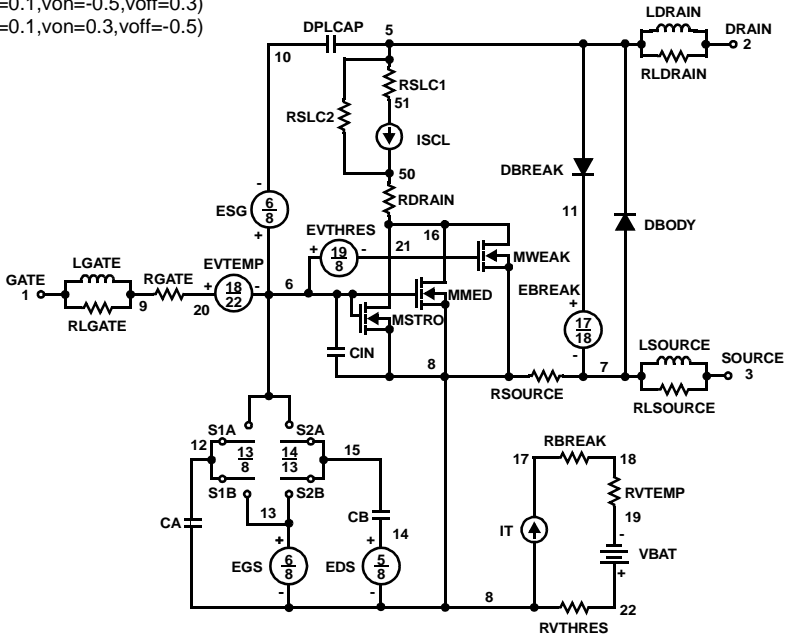 =0.1,von=-0.5,voff=0.3)
=0.1,von=0.3,voff=-0.5)
LDRAIN
DPLCAP 5 DRAIN
10 2
RLDRAIN
RSLC1
51
RSLC2
ISCL
50
DBREAK
RDRAIN
11
ESG 6 8
- +
EVTHRES
+ 19 8 -
16
21
MWEAK
DBODY
LGATE
GATE
1
RGATE
EVTEMP
+ 18 22 -
6
MMED
EBREAK +
RLGATE
9
20
MSTRO
17 18
-
CIN
8
LSOURCE
7
SOURCE
3
RSOURCE
RLSOURCE
S1A S2A
12 13 8 14 13 15
S1B S2B
13
CA
CB
14
+ +
EGS 6 8 EDS 5 8
- -
RBREAK
17 18
RVTEMP
19
IT
-
VBAT
+
8
22
RVTHRES